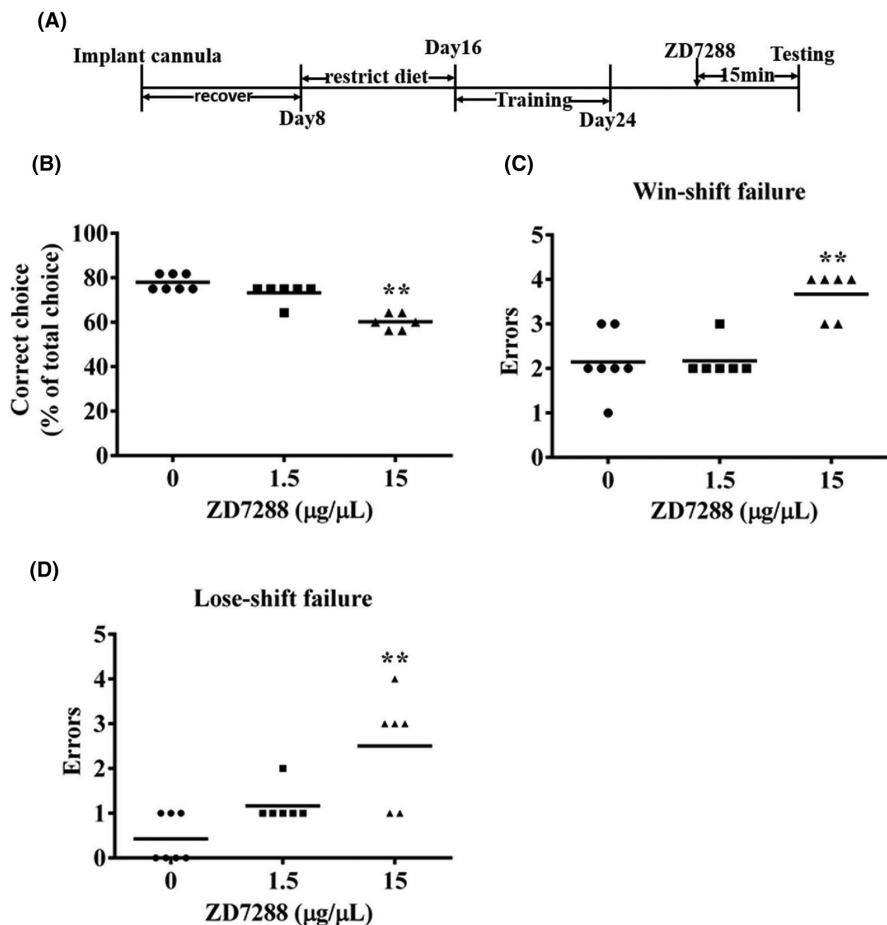 (A)
Implant cannula
Day16
ZD7288
Testing
restrict diet
15min
recover
Training
Day8
Day24
(B)
100
80
60
40
20
0
Correct choice
(% of total choice)
**
0 1.5 15
ZD7288 (μg/μL)
(C)
Win-shift failure
5
4
3
2
1
0
Errors
**
0 1.5 15
ZD7288 (μg/μL)
(D)
Lose-shift failure
5
4
3
2
1
0
Errors
**
0 1.5 15
ZD7288 (μg/μL)